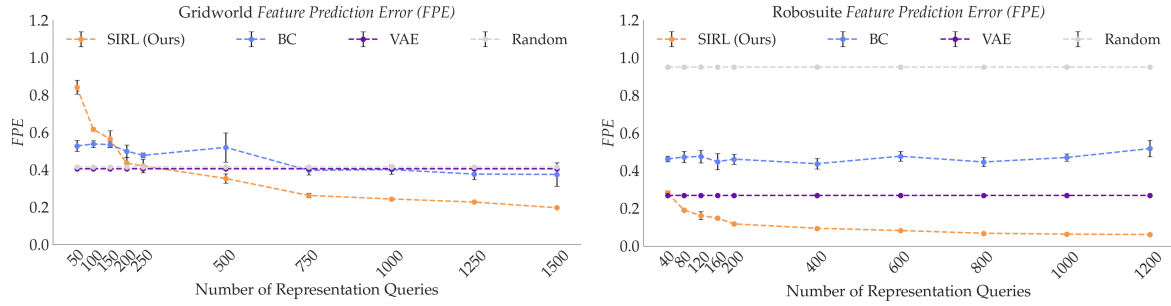 Gridworld Feature Prediction Error (FPE)
SIRL (Ours) BC VAE Random
1.2
1.0
0.8
0.6
0.4
0.2
0.0
FPE
50 100 150 200 250 500 750 1000 1250 1500
Number of Representation Queries
Robosuite Feature Prediction Error (FPE)
SIRL (Ours) BC VAE Random
1.2
1.0
0.8
0.6
0.4
0.2
0.0
FPE
40 80 120 160 200 400 600 800 1000 1200
Number of Representation Queries